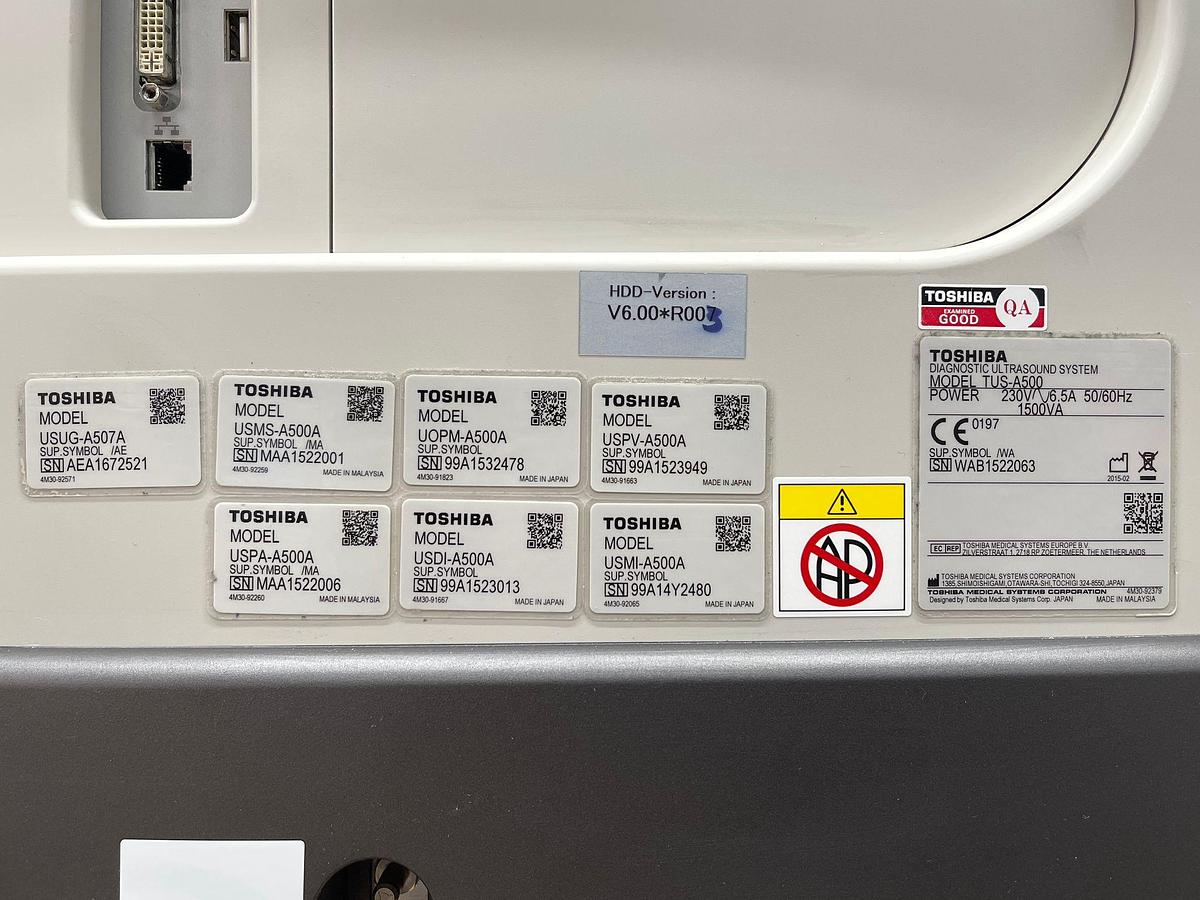 HDD-Version :
V6.00*R007
3
TOSHIBA
EXAMINED
GOOD
QA
TOSHIBA
MODEL
USUG-A507A
SUP.SYMBOL /AE
SN AEA1672521
4M30-92571
TOSHIBA
MODEL
USMS-A500A
SUP.SYMBOL /MA
SN MAA1522001
4M30-92259 MADE IN MALAYSIA
TOSHIBA
MODEL
UOPM-A500A
SUP.SYMBOL
SN 99A1532478
4M30-91823 MADE IN JAPAN
TOSHIBA
MODEL
USPV-A500A
SUP.SYMBOL
SN 99A1523949
4M30-91663 MADE IN JAPAN
TOSHIBA
MODEL
USPA-A500A
SUP.SYMBOL /MA
SN MAA1522006
4M30-92260 MADE IN MALAYSIA
TOSHIBA
MODEL
USDI-A500A
SUP.SYMBOL
SN 99A1523013
4M30-91667 MADE IN JAPAN
TOSHIBA
MODEL
USMI-A500A
SUP.SYMBOL
SN 99A14Y2480
4M30-92065 MADE IN JAPAN
AP
AHP
TOSHIBA
DIAGNOSTIC ULTRASOUND SYSTEM
MODEL TUS-A500
POWER 230V 6.5A 50/60Hz
1500VA
CE 0197
SUP.SYMBOL /WA
SN WAB1522063
2015-02
EC REP TOSHIBA MEDICAL SYSTEMS EUROPE B.V.
ZILVERSTRAAT 1, 2718 RP ZOETERMEER, THE NETHERLANDS
TOSHIBA MEDICAL SYSTEMS CORPORATION
1385,SHIMOISHIGAMI,OTAWARA-SHI,TOCHIGI 324-8550,JAPAN
TOSHIBA MEDICAL SYSTEMS CORPORATION 4M30-92379
Designed by Toshiba Medical Systems Corp. JAPAN MADE IN MALAYSIA